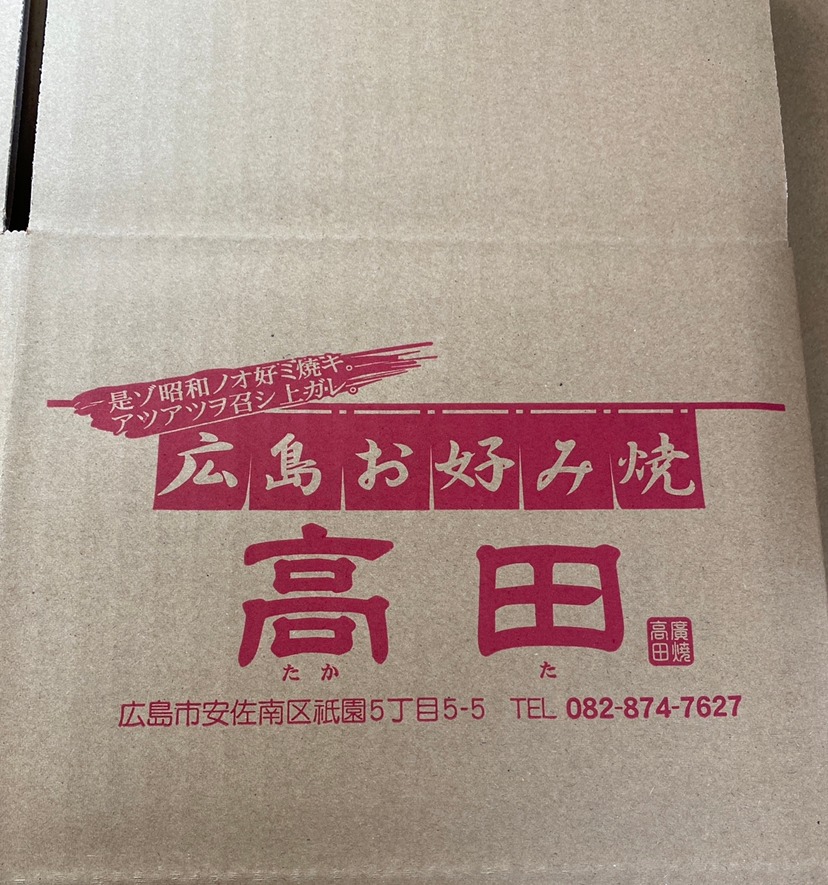 是ゾ昭和ノオ好ミ焼キ。
アツアツヲ召シ上ガレ。
広島お好み焼
高田
たか た
廣焼
高田
広島市安佐南区祇園5丁目5-5 TEL 082-874-7627